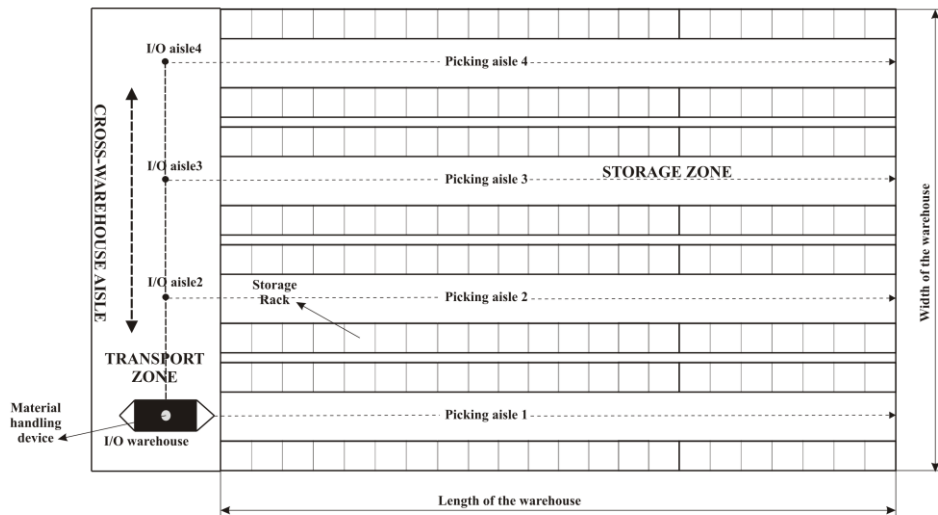 I/O aisle4
Picking aisle 4
CROSS-WAREHOUSE AISLE
I/O aisle3
Picking aisle 3
STORAGE ZONE
I/O aisle2
Storage
Rack
Picking aisle 2
Width of the warehouse
TRANSPORT
ZONE
Material
handling
device
Picking aisle 1
I/O warehouse
Length of the warehouse